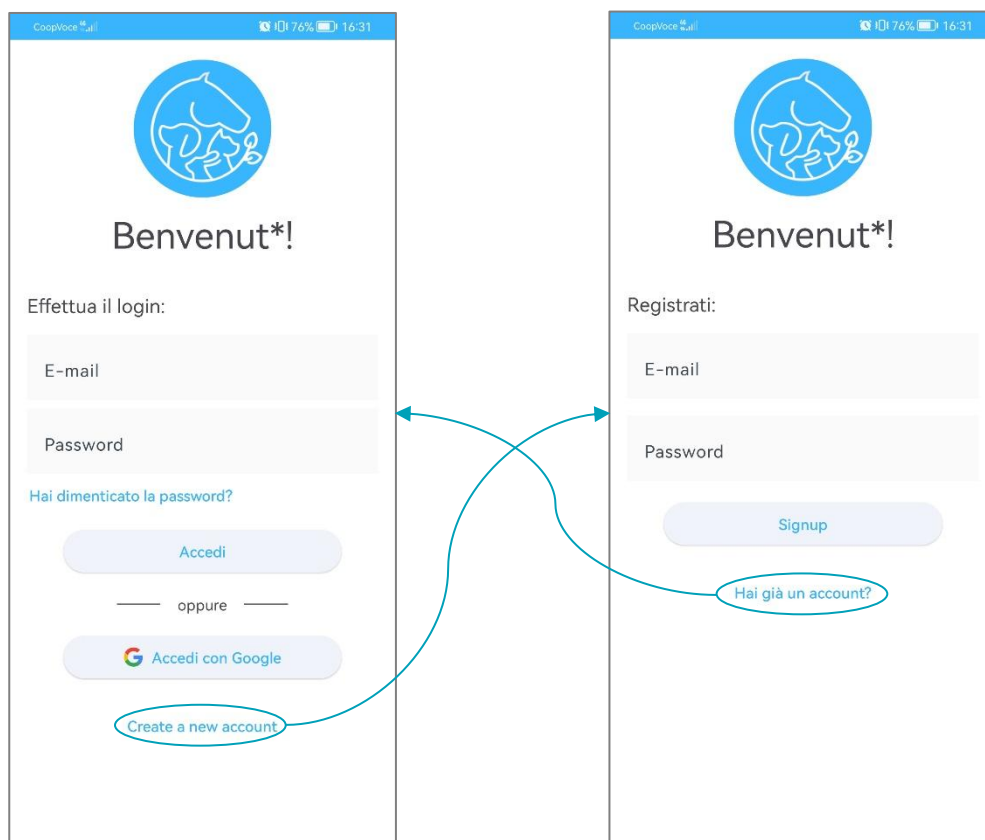 CoopVoce 76% 16:31
Benvenut*!
Effettua il login:
E-mail
Password
Hai dimenticato la password?
Accedi
oppure
Accedi con Google
Create a new account
CoopVoce 76% 16:31
Benvenut*!
Registrati:
E-mail
Password
Signup
Hai già un account?